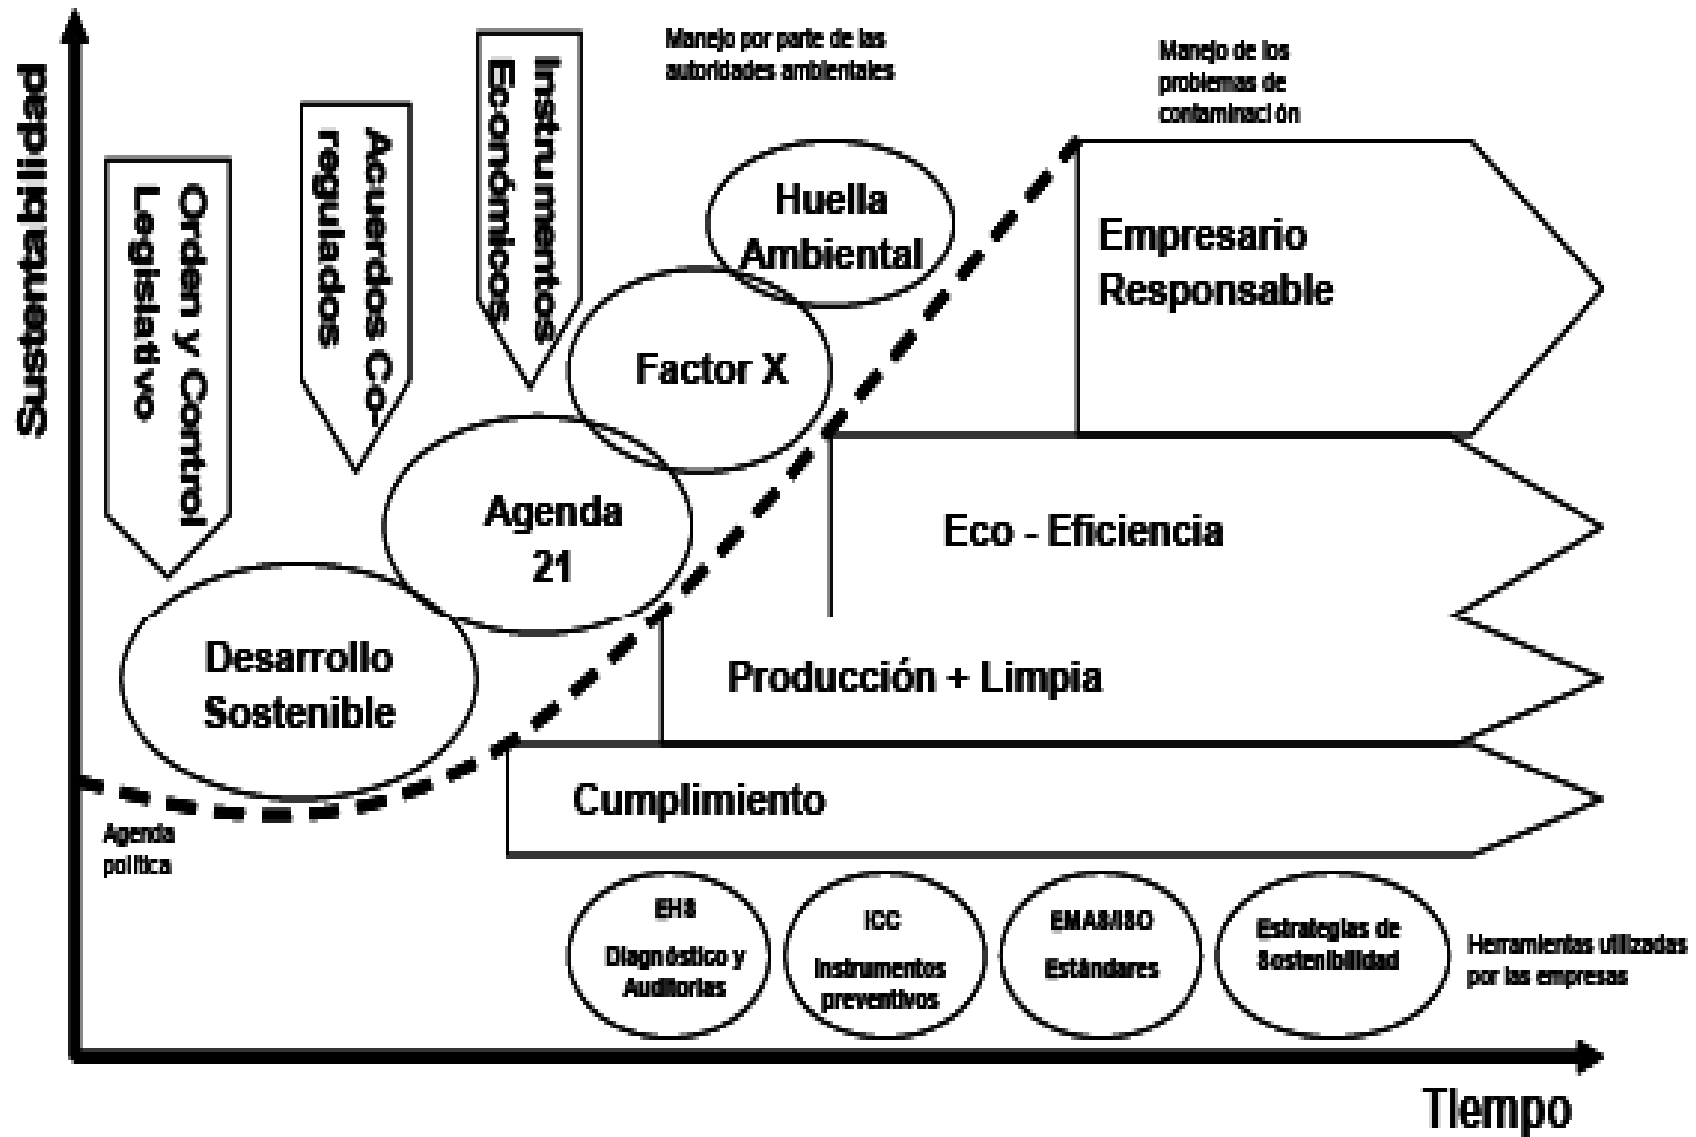 Sustentabilidad
Orden y Control
Legislativo
Acuerdos Co-
regulados
Instrumentos
Económicos
Manejo por parte de las
autoridades ambientales
Manejo de los
problemas de
contaminación
Huella
Ambiental
Factor X
Agenda
21
Desarrollo
Sostenible
Agenda
política
Empresario
Responsable
Eco - Eficiencia
Producción + Limpia
Cumplimiento
EHS
Diagnóstico y
Auditorías
ICC
Instrumentos
preventivos
EMAS/ISO
Estándares
Estrategias de
Sostenibilidad
Herramientas utilizadas
por las empresas
Tiempo